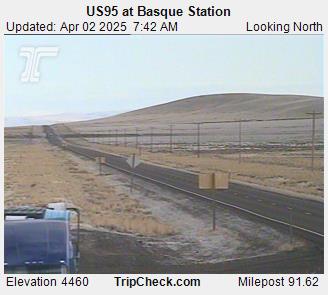 US95 at Basque Station
Updated: Apr 02 2025 7:42 AM Looking North
Elevation 4460 TripCheck.com Milepost 91.62